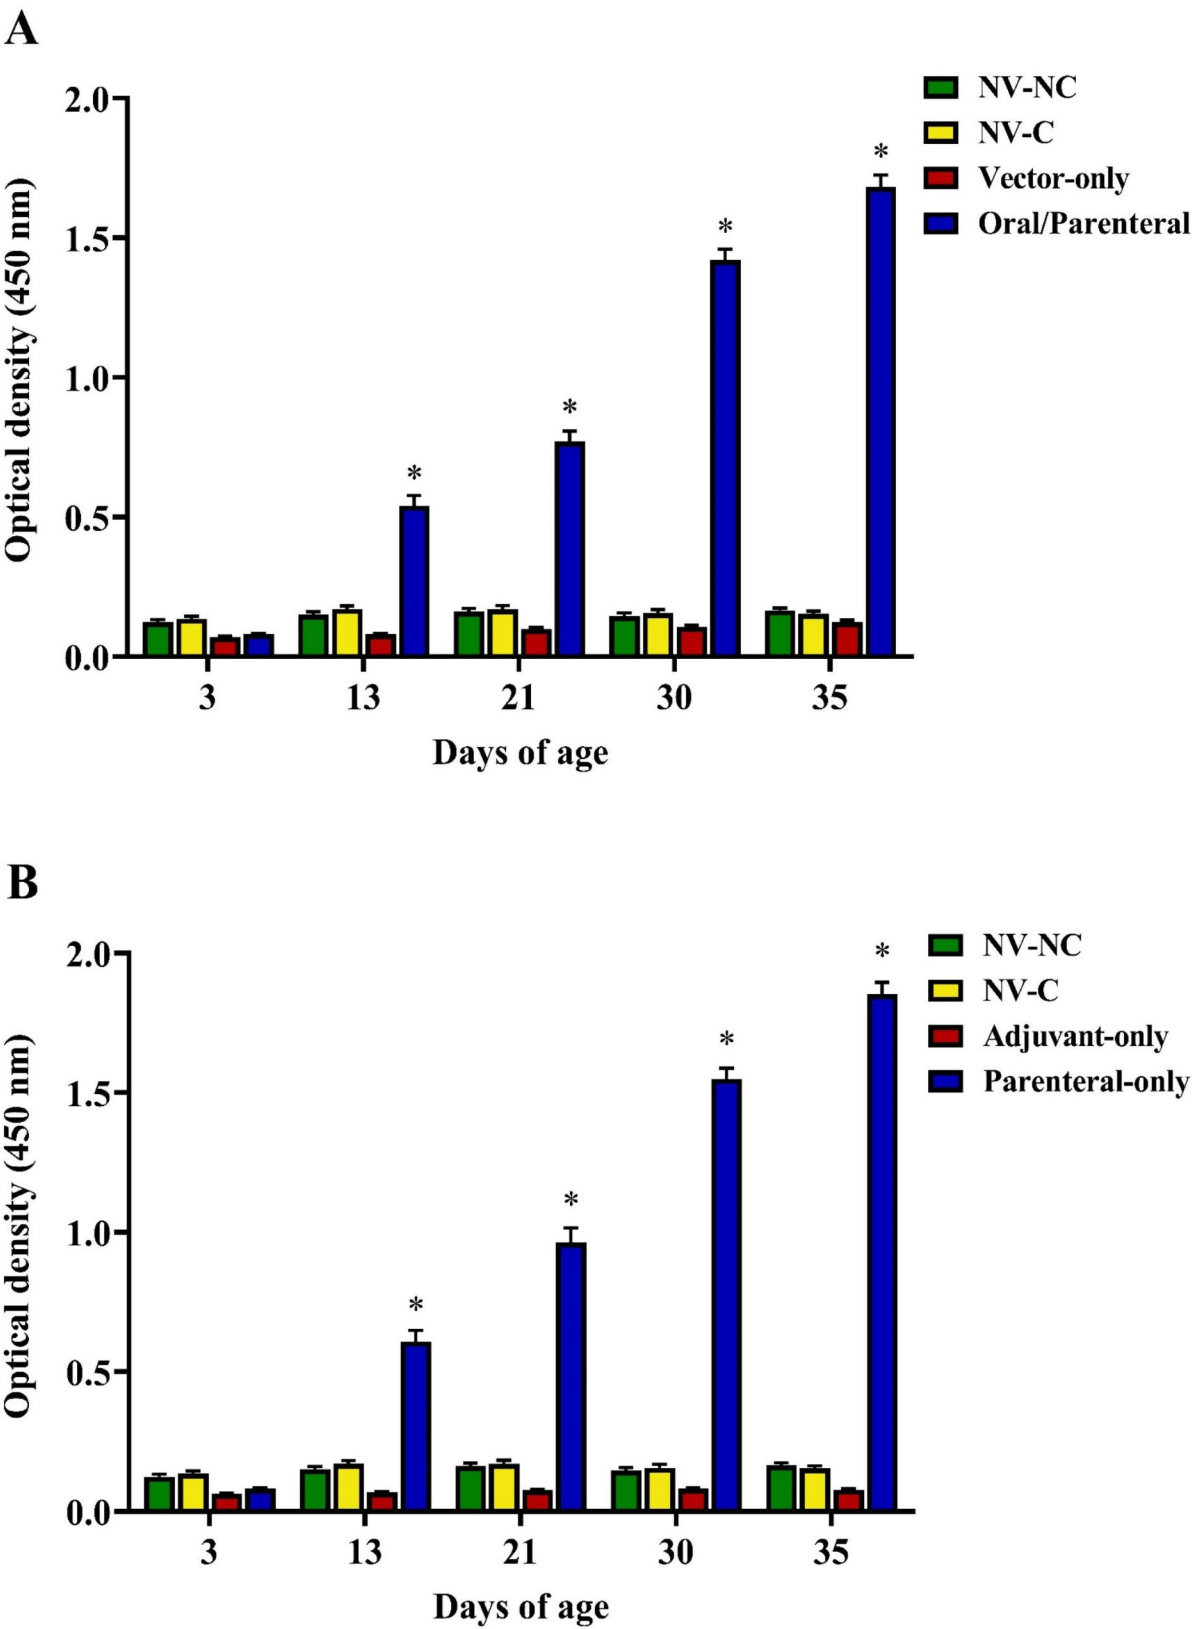 A
Optical density (450 nm)
2.0
1.5
1.0
0.5
0.0
* * * *
3 13 21 30 35
Days of age
NV-NC
NV-C
Vector-only
Oral/Parenteral
B
Optical density (450 nm)
2.0
1.5
1.0
0.5
0.0
* * * *
3 13 21 30 35
Days of age
NV-NC
NV-C
Adjuvant-only
Parenteral-only